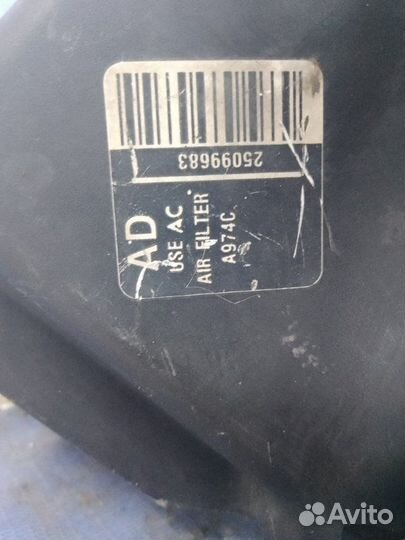 25099683
AD
USE AC
AIR FILTER
A974C
Avito